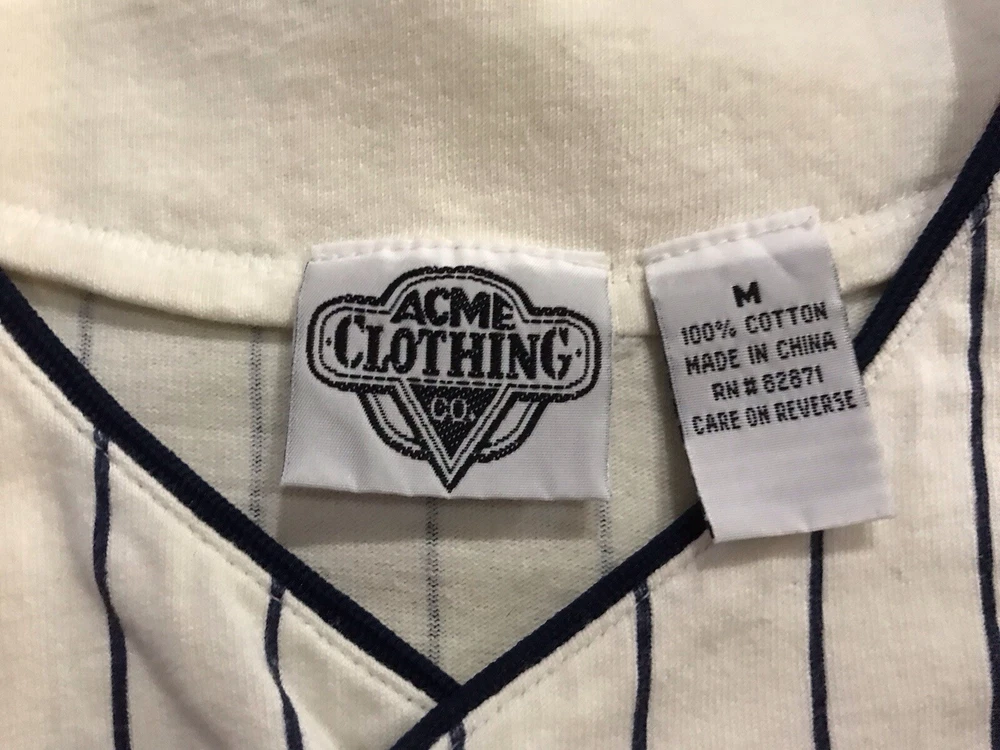 ACME
CLOTHING
CO.
M
100% COTTON
MADE IN CHINA
RN # 82871
CARE ON REVERSE